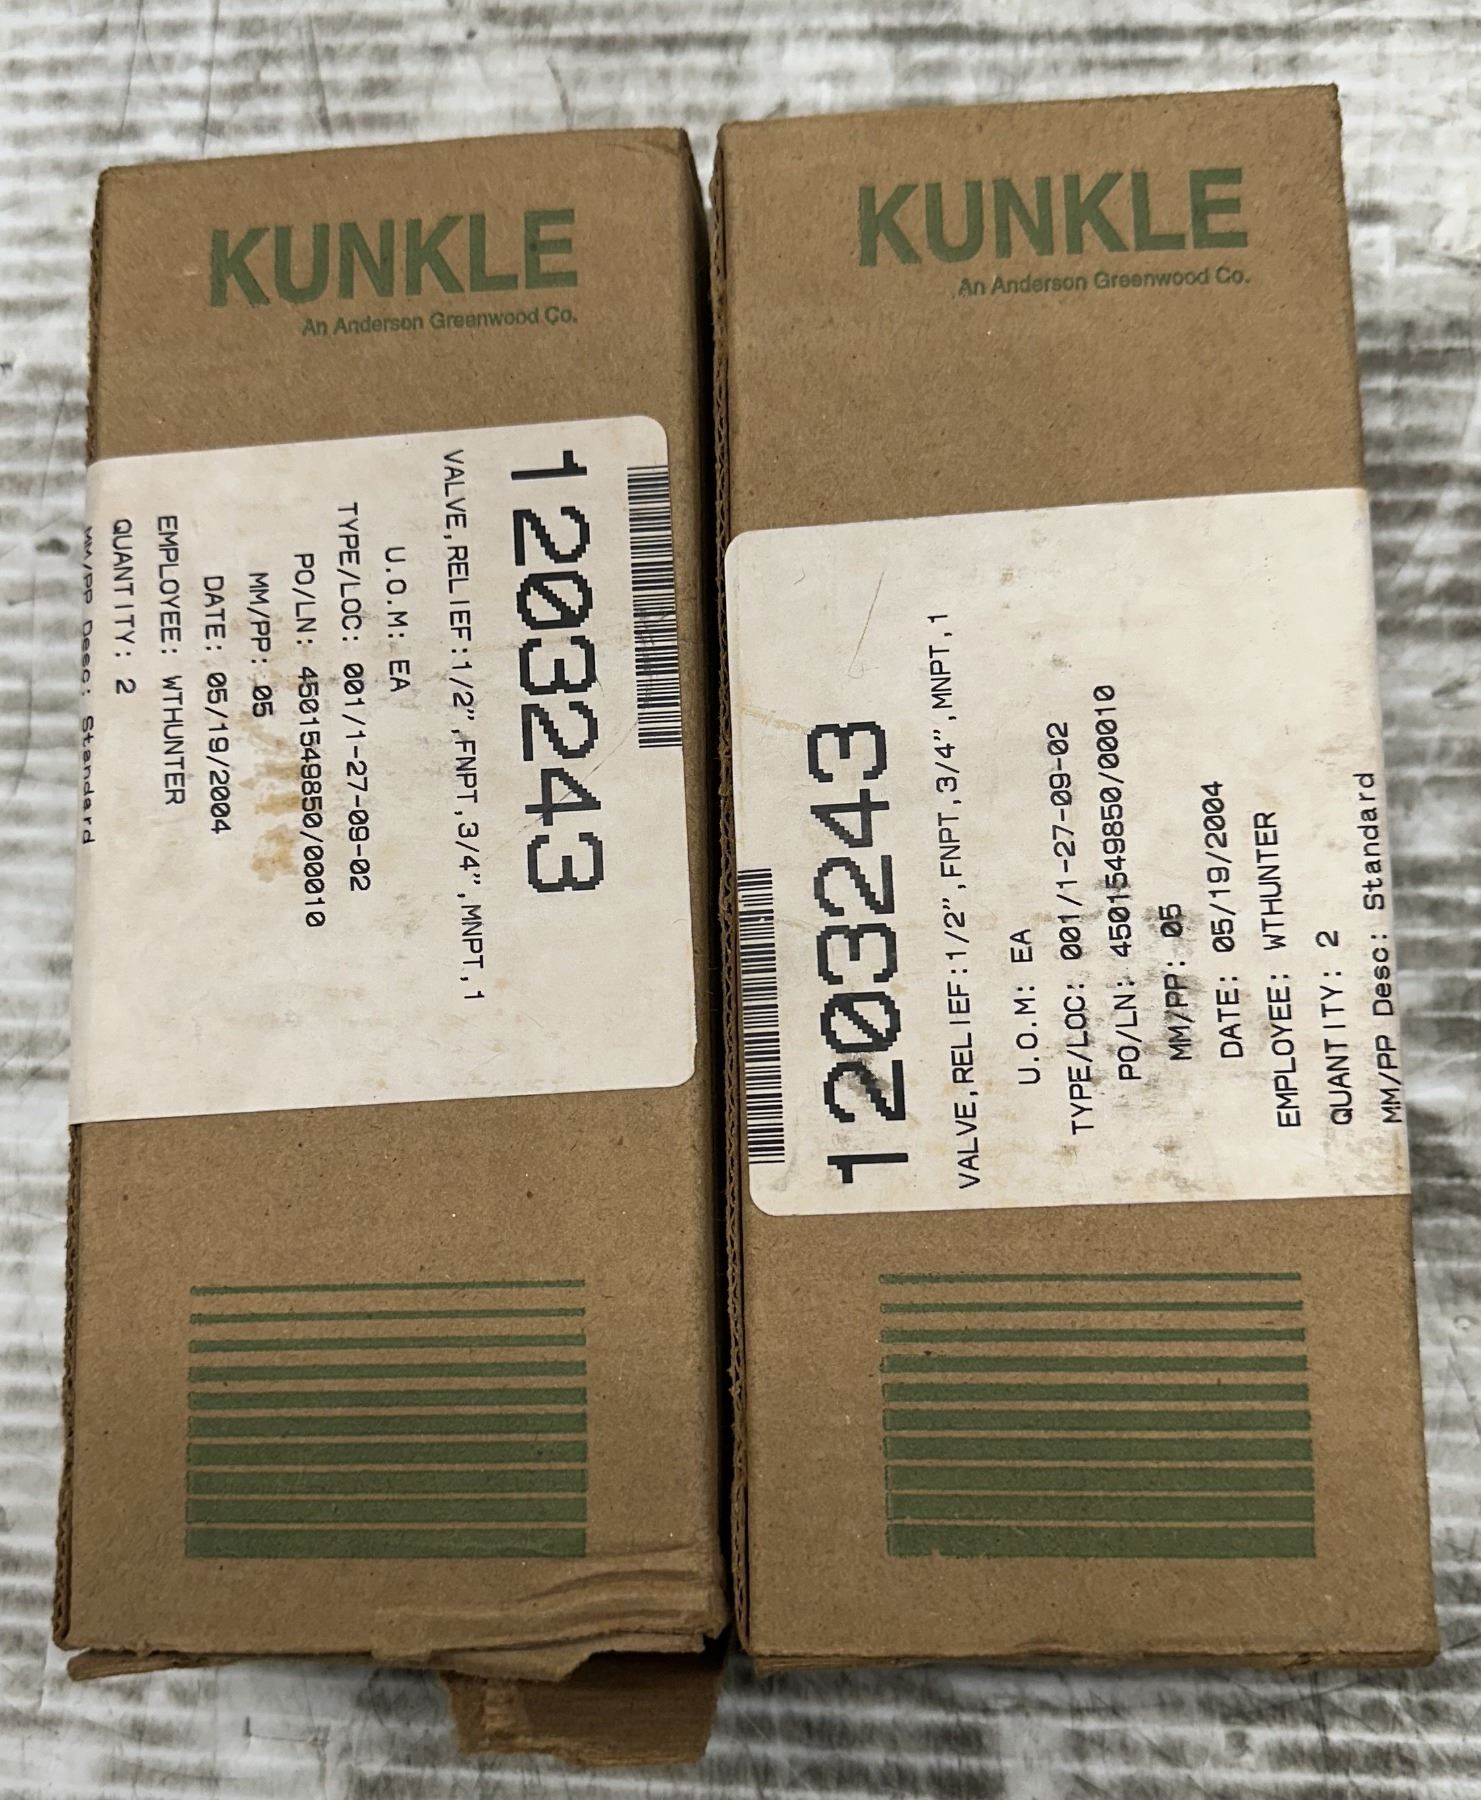 KUNKLE
An Anderson Greenwood Co.
1203243
VALVE,RELIEF:1/2",FNPT,3/4",MNPT,1
U.O.M: EA
TYPE/LOC: 001/1-27-09-02
PO/LN: 4501549850/00010
MM/PP: 05
DATE: 05/19/2004
EMPLOYEE: WTHUNTER
QUANTITY: 2
MM/PP Desc: Standard
KUNKLE
An Anderson Greenwood Co.
1203243
VALVE,RELIEF:1/2",FNPT,3/4",MNPT,1
U.O.M: EA
TYPE/LOC: 001/1-27-09-02
PO/LN: 4501549850/00010
MM/PP: 05
DATE: 05/19/2004
EMPLOYEE: WTHUNTER
QUANTITY: 2
MM/PP Desc: Standard